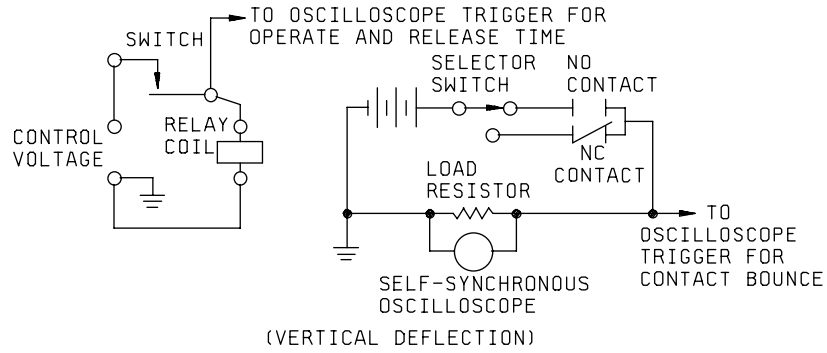 TO OSCILLOSCOPE TRIGGER FOR
OPERATE AND RELEASE TIME
SWITCH
SELECTOR
SWITCH
NO
CONTACT
CONTROL
VOLTAGE
RELAY
COIL
NC
CONTACT
LOAD
RESISTOR
TO
OSCILLOSCOPE
TRIGGER FOR
CONTACT BOUNCE
SELF-SYNCHRONOUS
OSCILLOSCOPE
(VERTICAL DEFLECTION)